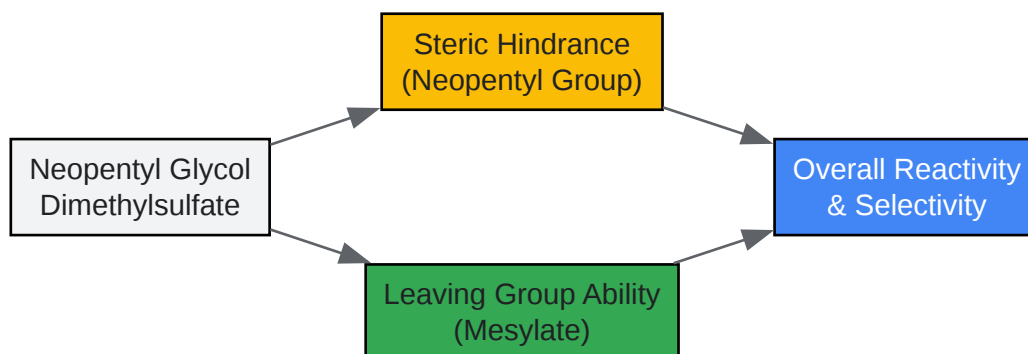 Steric Hindrance
(Neopentyl Group)
Neopentyl Glycol
Dimethylsulfate
Overall Reactivity
& Selectivity
Leaving Group Ability
(Mesylate)